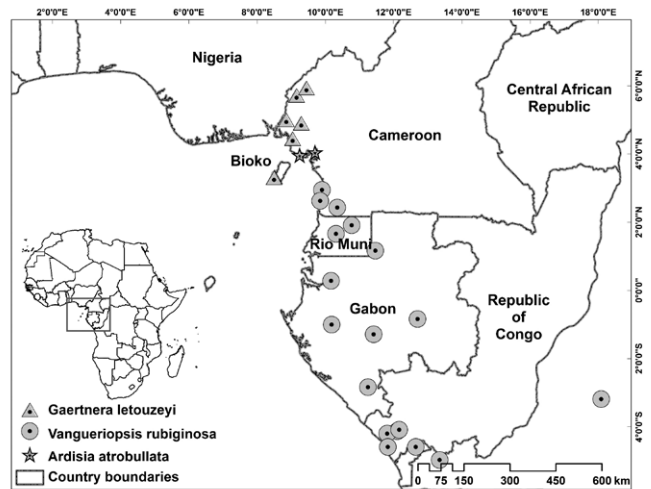 2°0'0"E 4°0'0"E 6°0'0"E 8°0'0"E 10°0'0"E 12°0'0"E 14°0'0"E 16°0'0"E 18°0'0"E
Nigeria
Central African
Republic
Cameroon
Bioko
Rio Muni
Gabon
Republic
of
Congo
6°0'0"N
4°0'0"N
2°0'0"N
0°0'0"
2°0'0"S
4°0'0"S
Gaertnera letouzeyi
Vangueriopsis rubiginosa
Ardisia atrobullata
Country boundaries
0 75 150 300 450 600 km